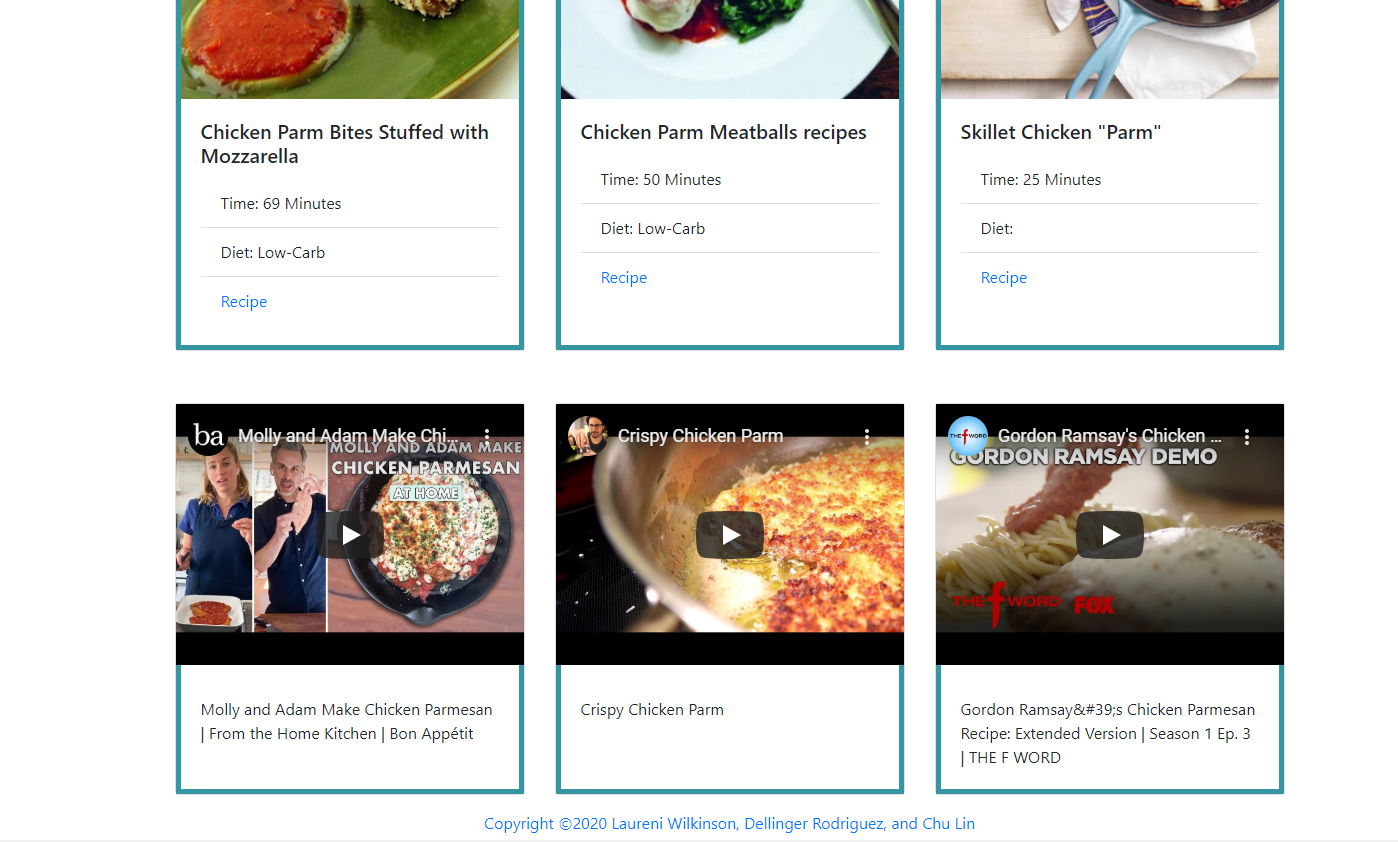 Chicken Parm Bites Stuffed with
Mozzarella
Time: 69 Minutes
Diet: Low-Carb
Recipe
Chicken Parm Meatballs recipes
Time: 50 Minutes
Diet: Low-Carb
Recipe
Skillet Chicken "Parm"
Time: 25 Minutes
Diet:
Recipe
ba
Molly and Adam Make Chi...
MOLLY AND ADAM MAKE
CHICKEN PARMESAN
AT HOME
Molly and Adam Make Chicken Parmesan
| From the Home Kitchen | Bon Appétit
Crispy Chicken Parm
Crispy Chicken Parm
THE F WORD
Gordon Ramsay's Chicken ...
GORDON RAMSAY DEMO
THE F WORD FOX
Gordon Ramsay&#39;s Chicken Parmesan
Recipe: Extended Version | Season 1 Ep. 3
| THE F WORD
Copyright ©2020 Laureni Wilkinson, Dellinger Rodriguez, and Chu Lin